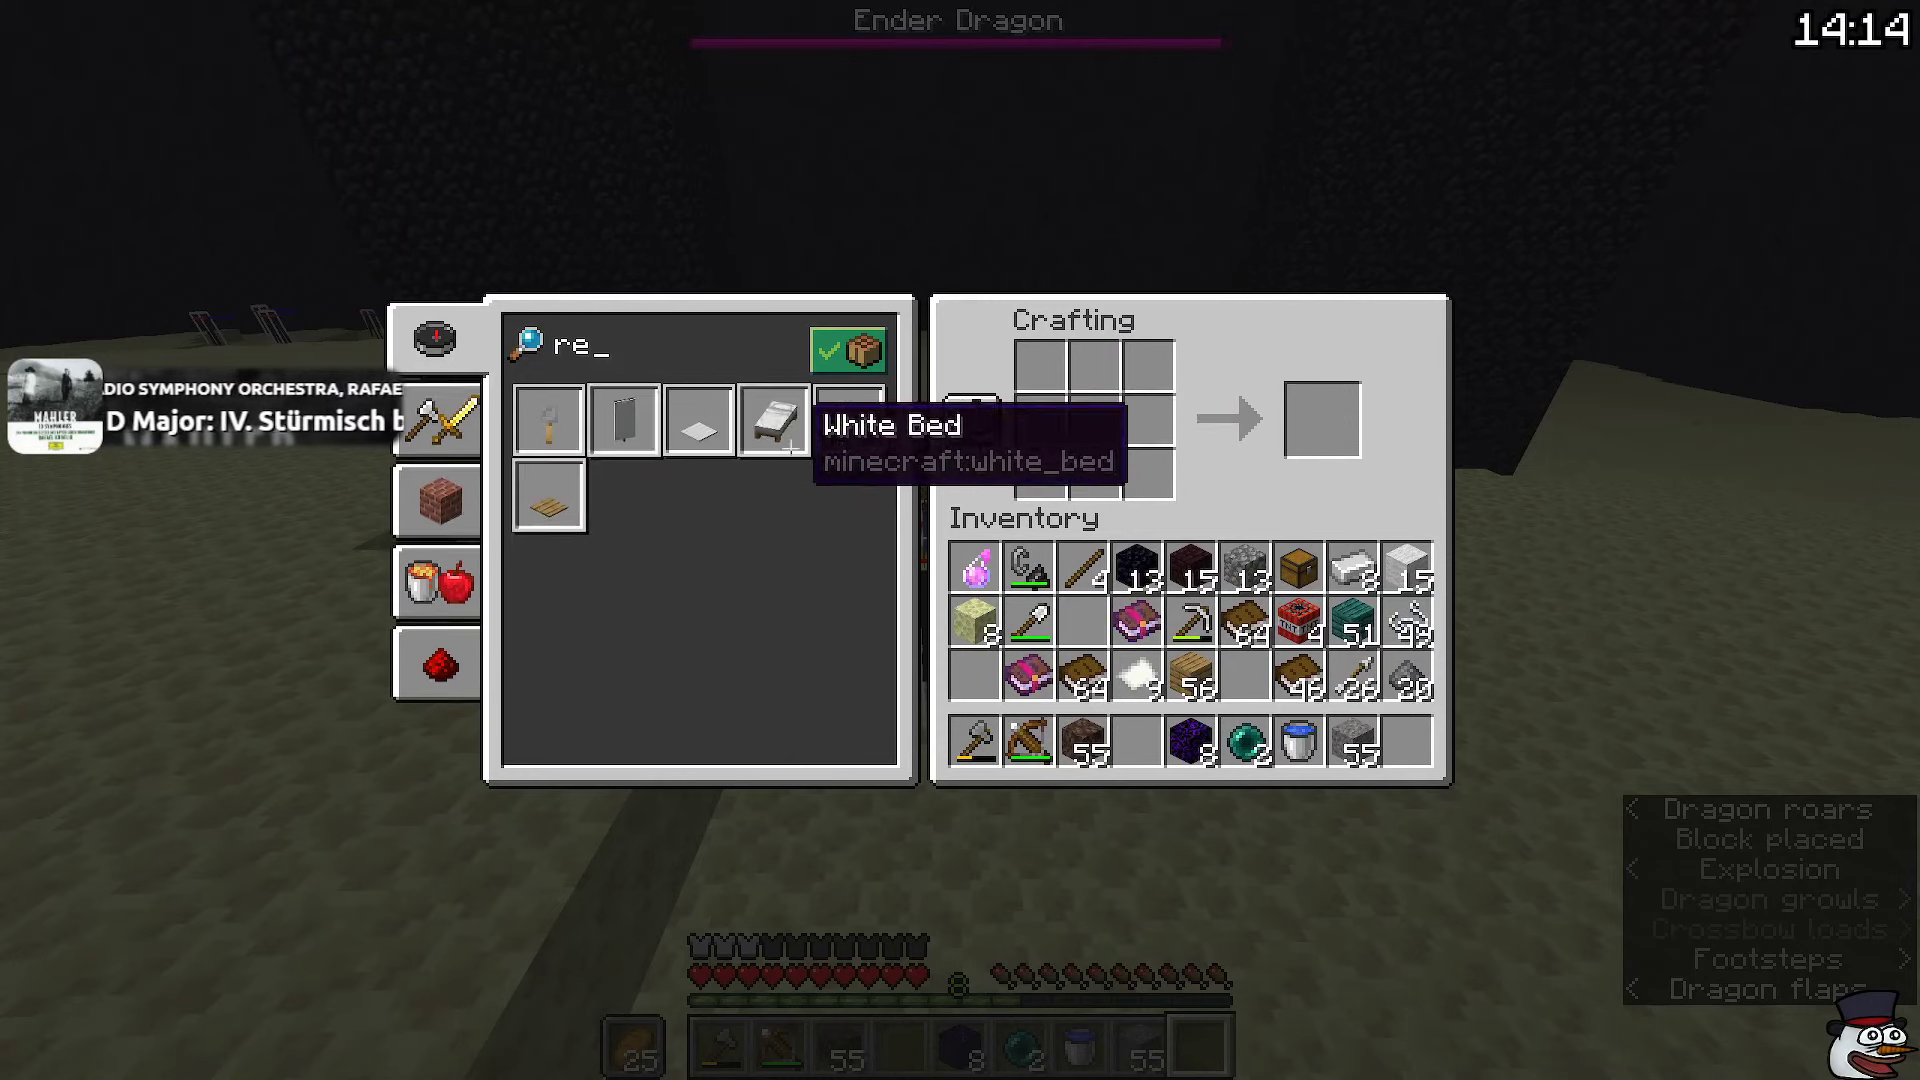 Ender Dragon
14:14
re_
Crafting
White Bed
minecraft:white_bed
DIO SYMPHONY ORCHESTRA, RAFAE
D Major: IV. Stürmisch b
MAHLER
Inventory
4 13 15 13 8 15
8 64 4 51 49
64 9 56 46 26 20
55 8 2 55
< Dragon roars
Block placed
< Explosion
Dragon growls >
Crossbow loads >
Footsteps >
< Dragon flaps
8
25 55 8 2 55